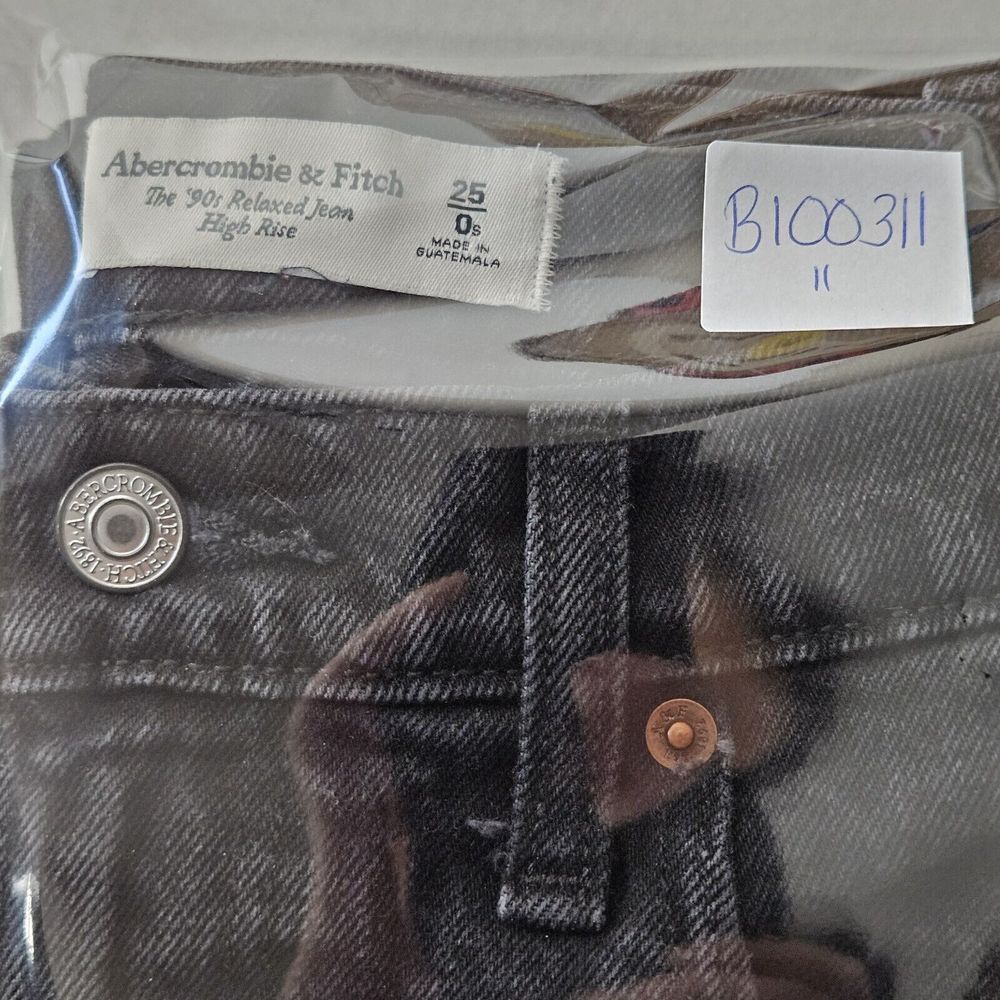 Abercrombie & Fitch
The '90s Relaxed Jean
High Rise
25
0s
MADE IN
GUATEMALA
B100311
11
ABERCROMBIE & FITCH · 1892 ·
A & F